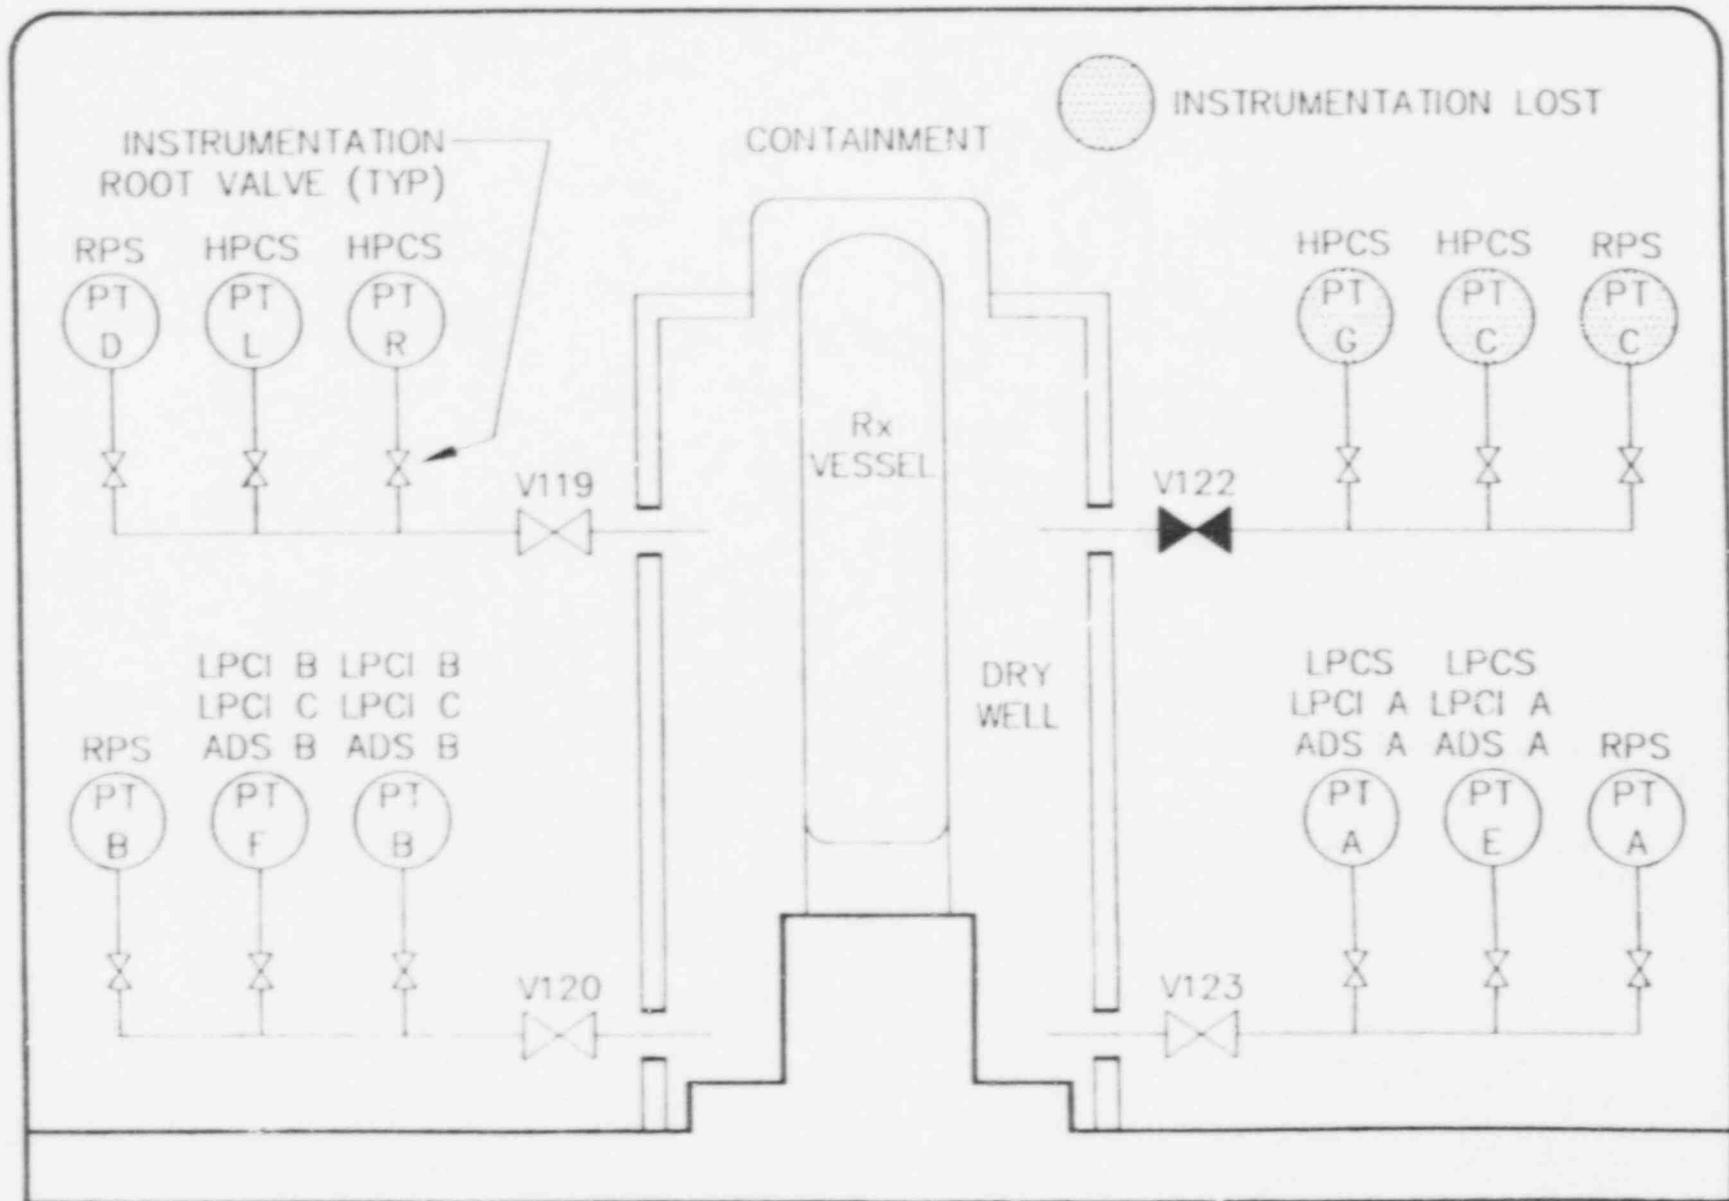 INSTRUMENTATION LOST
CONTAINMENT
INSTRUMENTATION
ROOT VALVE (TYP)
RPS HPCS HPCS
PT D
PT L
PT R
HPCS HPCS RPS
PT G
PT C
PT C
Rx
VESSEL
V119
V122
DRY
WELL
LPCI B LPCI B
LPCI C LPCI C
RPS ADS B ADS B
PT B
PT F
PT B
LPCS LPCS
LPCI A LPCI A
ADS A ADS A RPS
PT A
PT E
PT A
V120
V123